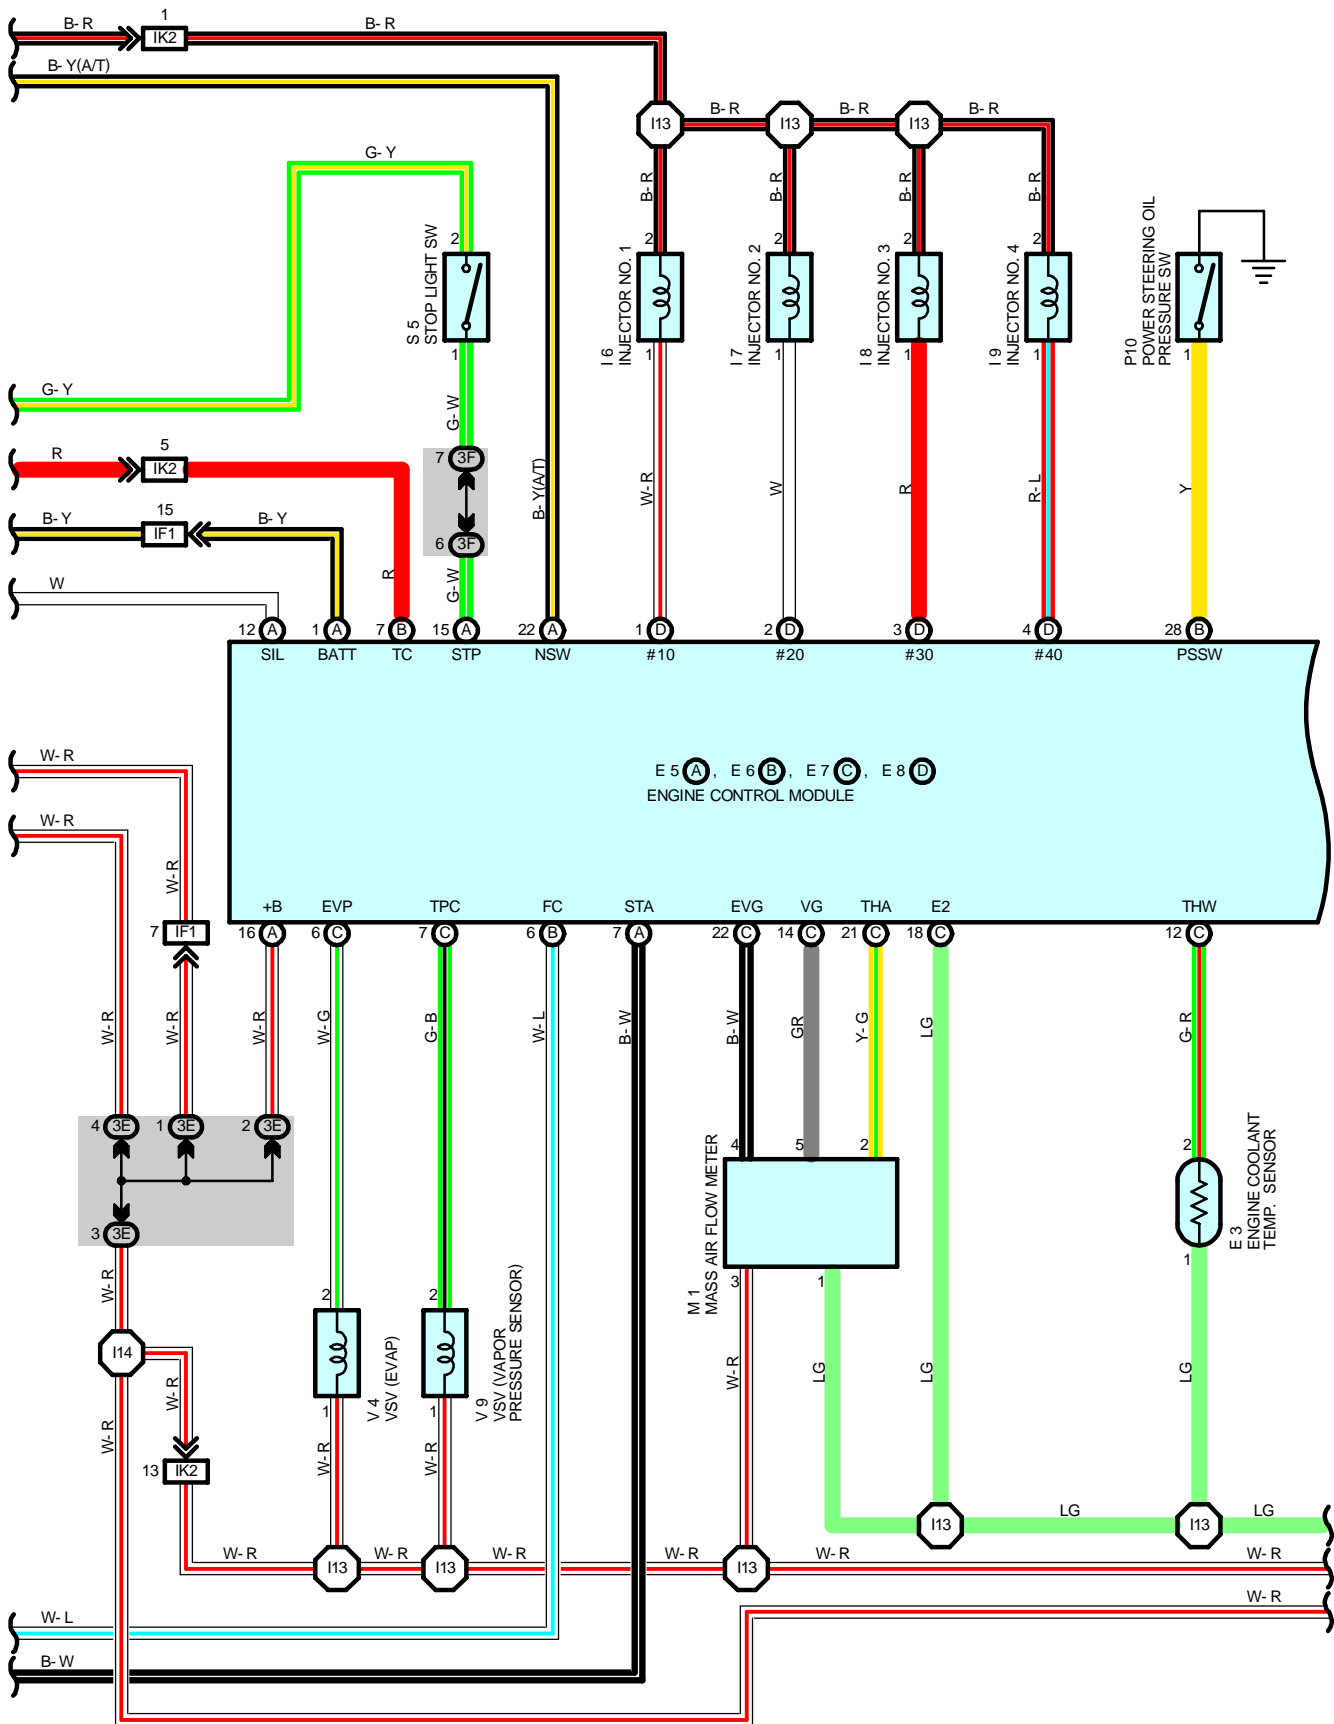 B-R
1
IK2
B-R
B-Y(A/T)
I13
B-R
I13
B-R
I13
B-R
G-Y
B-R
B-R
B-R
B-R
2
S 5
STOP LIGHT SW
1
2
I 6
INJECTOR NO. 1
1
2
I 7
INJECTOR NO. 2
1
2
I 8
INJECTOR NO. 3
1
2
I 9
INJECTOR NO. 4
1
P10
POWER STEERING OIL
PRESSURE SW
1
G-Y
G-W
R
5
IK2
7 3F
B-Y
15
IF1
B-Y
6 3F
B-Y(A/T)
W-R
W
R
R-L
Y
W
R
G-W
12 A
1 A
7 B
15 A
22 A
1 D
2 D
3 D
4 D
28 B
SIL
BATT
TC
STP
NSW
#10
#20
#30
#40
PSSW
E 5 A , E 6 B , E 7 C , E 8 D
ENGINE CONTROL MODULE
W-R
W-R
W-R
7 IF1
+B
EVP
TPC
FC
STA
EVG
VG
THA
E2
THW
16 A
6 C
7 C
6 B
7 A
22 C
14 C
21 C
18 C
12 C
W-R
W-R
W-R
W-G
G-B
W-L
B-W
B-W
GR
Y-G
LG
G-R
4 3E
1 3E
2 3E
3 3E
4
5
2
M 1
MASS AIR FLOW METER
3
1
2
E 3
ENGINE COOLANT
TEMP. SENSOR
1
W-R
I14
W-R
W-R
13 IK2
2
V 4
VSV (EVAP)
1
2
V 9
VSV (VAPOR
PRESSURE SENSOR)
1
W-R
W-R
W-R
LG
LG
LG
I13
LG
I13
LG
W-R
I13
W-R
I13
W-R
W-R
I13
W-R
W-R
W-L
W-R
B-W